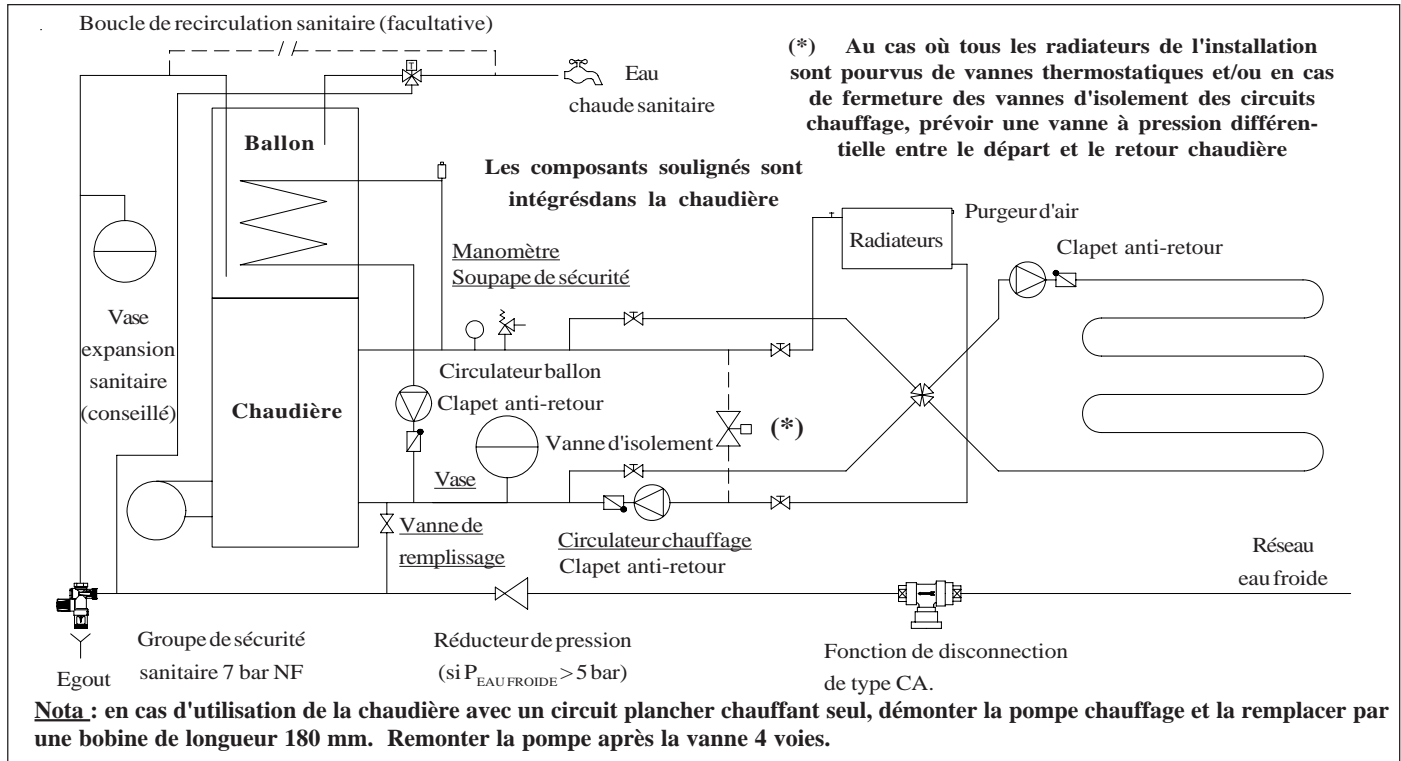 Boucle de recirculation sanitaire (facultative)
(*) Au cas où tous les radiateurs de l'installation
sont pourvus de vannes thermostatiques et/ou en cas
de fermeture des vannes d'isolement des circuits
chauffage, prévoir une vanne à pression différen-
tielle entre le départ et le retour chaudière
Eau
chaude sanitaire
Ballon
Les composants soulignés sont
intégrésdans la chaudière
Purgeur d'air
Radiateurs
Clapet anti-retour
Manomètre
Soupape de sécurité
Vase
expansion
sanitaire
(conseillé)
Circulateur ballon
Clapet anti-retour
Chaudière
(*)
Vanne d'isolement
Vase
Vanne de
remplissage
Circulateur chauffage
Clapet anti-retour
Réseau
eau froide
Groupe de sécurité
sanitaire 7 bar NF
Egout
Réducteur de pression
(si P EAU FROIDE > 5 bar)
Fonction de disconnection
de type CA.
Nota : en cas d'utilisation de la chaudière avec un circuit plancher chauffant seul, démonter la pompe chauffage et la remplacer par
une bobine de longueur 180 mm. Remonter la pompe après la vanne 4 voies.